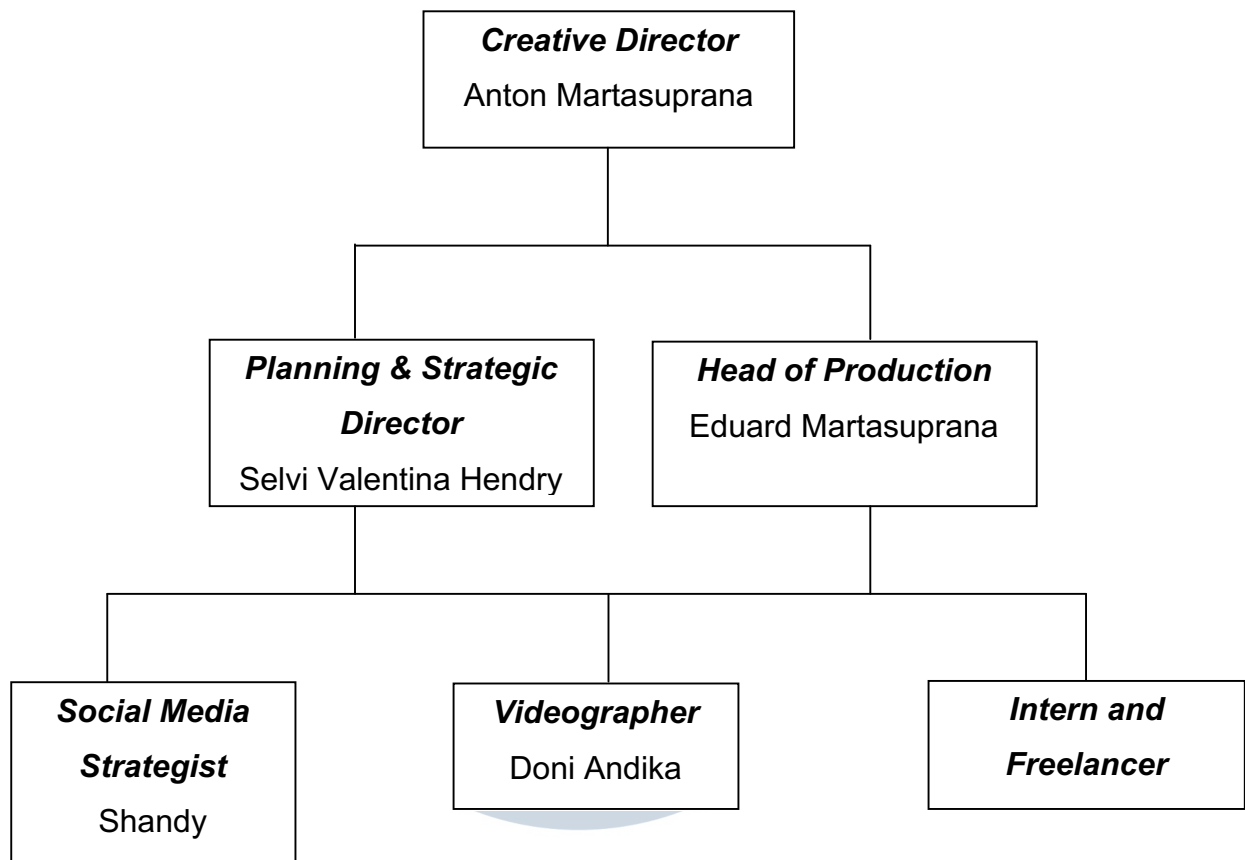 Creative Director
Anton Martasuprana
Planning & Strategic
Director
Selvi Valentina Hendry
Head of Production
Eduard Martasuprana
Social Media
Strategist
Shandy
Videographer
Doni Andika
Intern and
Freelancer